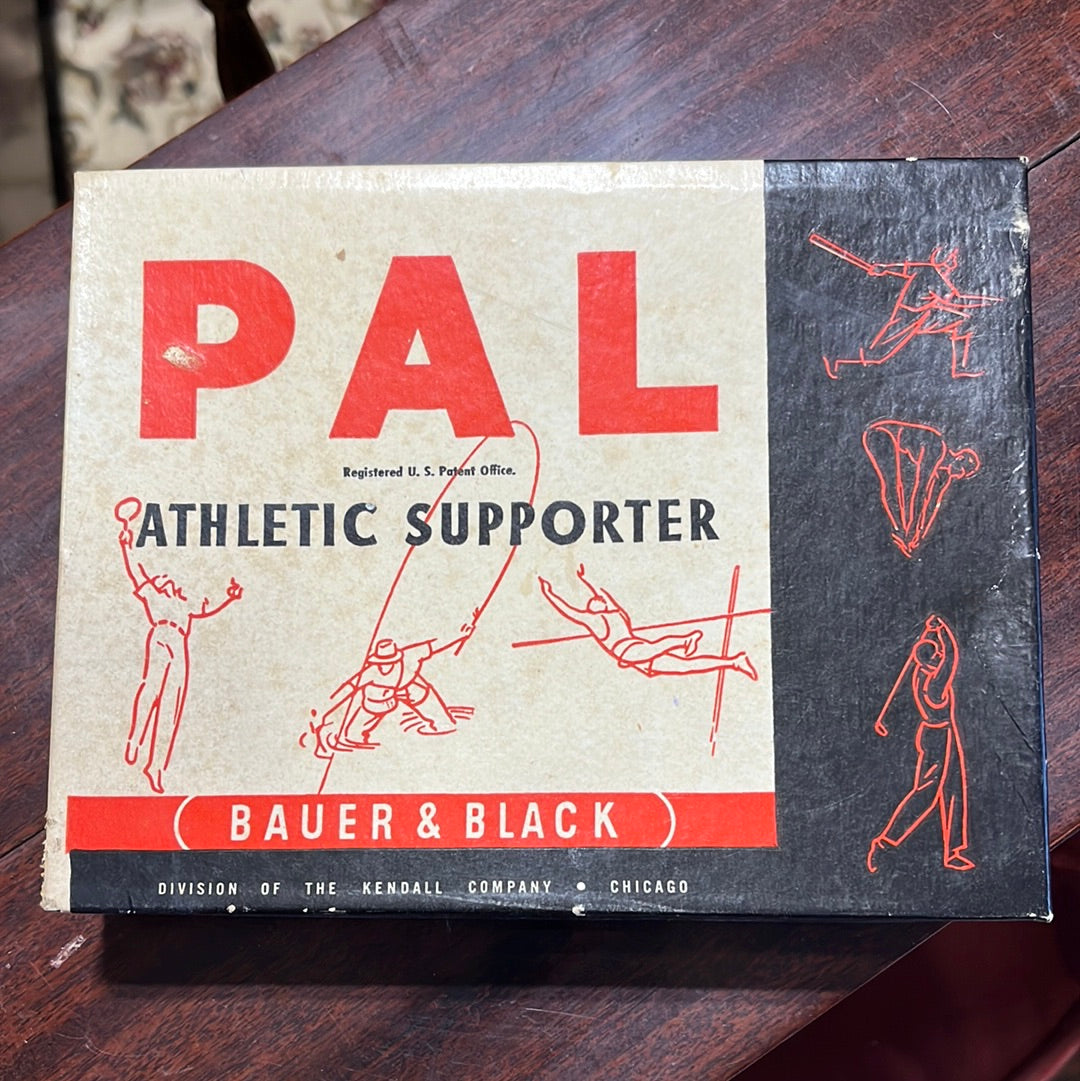 PAL
Registered U. S. Patent Office.
ATHLETIC SUPPORTER
BAUER & BLACK
DIVISION OF THE KENDALL COMPANY • CHICAGO